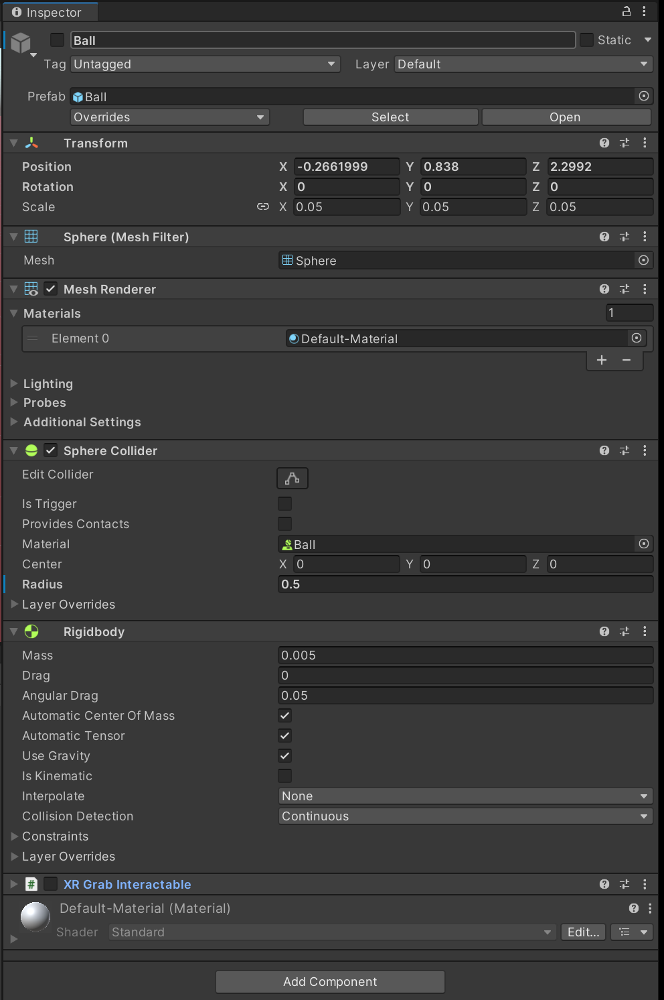 Inspector
Ball Static
Tag Untagged Layer Default
Prefab Ball
Overrides Select Open
Transform
Position X -0.2661999 Y 0.838 Z 2.2992
Rotation X 0 Y 0 Z 0
Scale X 0.05 Y 0.05 Z 0.05
Sphere (Mesh Filter)
Mesh Sphere
Mesh Renderer
Materials 1
Element 0 Default-Material
+ −
Lighting
Probes
Additional Settings
Sphere Collider
Edit Collider
Is Trigger
Provides Contacts
Material Ball
Center X 0 Y 0 Z 0
Radius 0.5
Layer Overrides
Rigidbody
Mass 0.005
Drag 0
Angular Drag 0.05
Automatic Center Of Mass
Automatic Tensor
Use Gravity
Is Kinematic
Interpolate None
Collision Detection Continuous
Constraints
Layer Overrides
# XR Grab Interactable
Default-Material (Material)
Shader Standard Edit...
Add Component